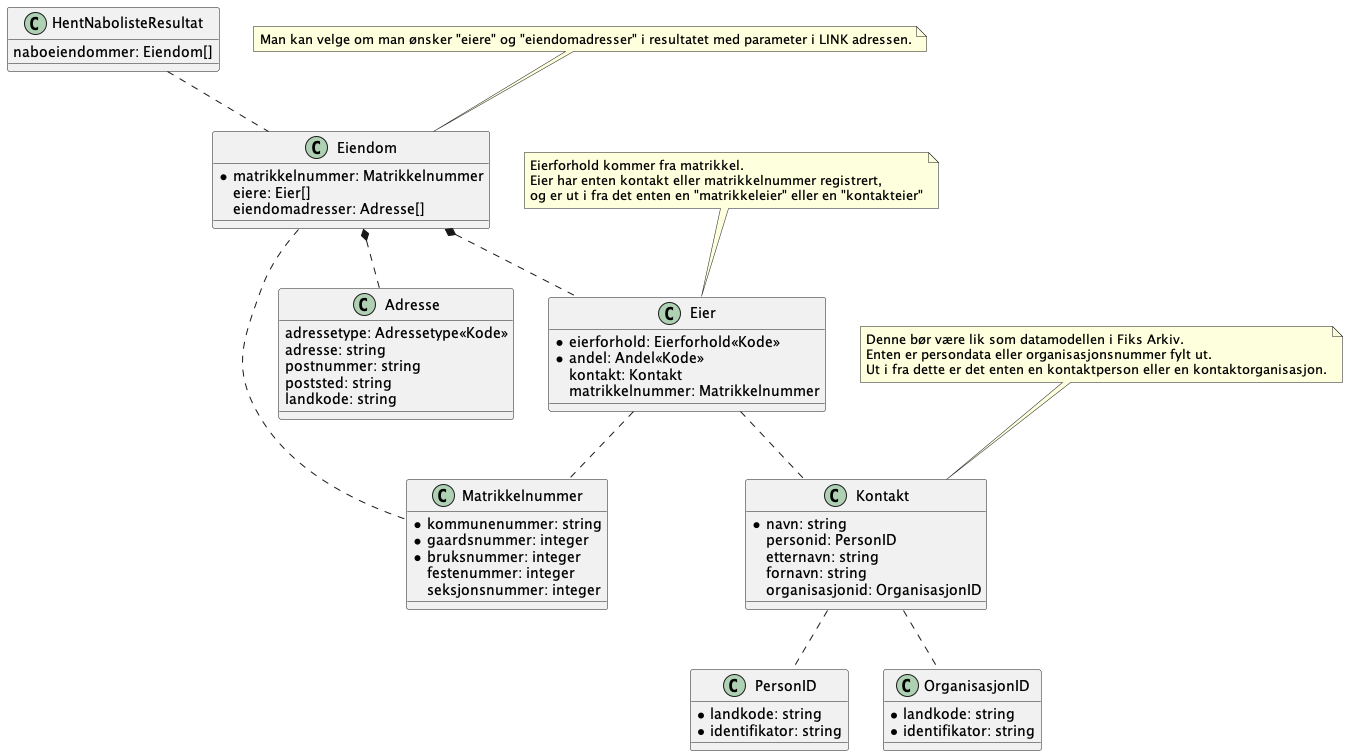 C HentNabolisteResultat
naboeiendommer: Eiendom[]
Man kan velge om man ønsker "eiere" og "eiendomadresser" i resultatet med parameter i LINK adressen.
C Eiendom
* matrikkelnummer: Matrikkelnummer
eiere: Eier[]
eiendomadresser: Adresse[]
Eierforhold kommer fra matrikkel.
Eier har enten kontakt eller matrikkelnummer registrert,
og er ut i fra det enten en "matrikkeleier" eller en "kontakteier"
C Adresse
adressetype: Adressetype«Kode»
adresse: string
postnummer: string
poststed: string
landkode: string
C Eier
* eierforhold: Eierforhold«Kode»
* andel: Andel«Kode»
kontakt: Kontakt
matrikkelnummer: Matrikkelnummer
Denne bør være lik som datamodellen i Fiks Arkiv.
Enten er persondata eller organisasjonsnummer fylt ut.
Ut i fra dette er det enten en kontaktperson eller en kontaktorganisasjon.
C Matrikkelnummer
* kommunenummer: string
* gaardsnummer: integer
* bruksnummer: integer
festenummer: integer
seksjonsnummer: integer
C Kontakt
* navn: string
personid: PersonID
etternavn: string
fornavn: string
organisasjonid: OrganisasjonID
C PersonID
* landkode: string
* identifikator: string
C OrganisasjonID
* landkode: string
* identifikator: string